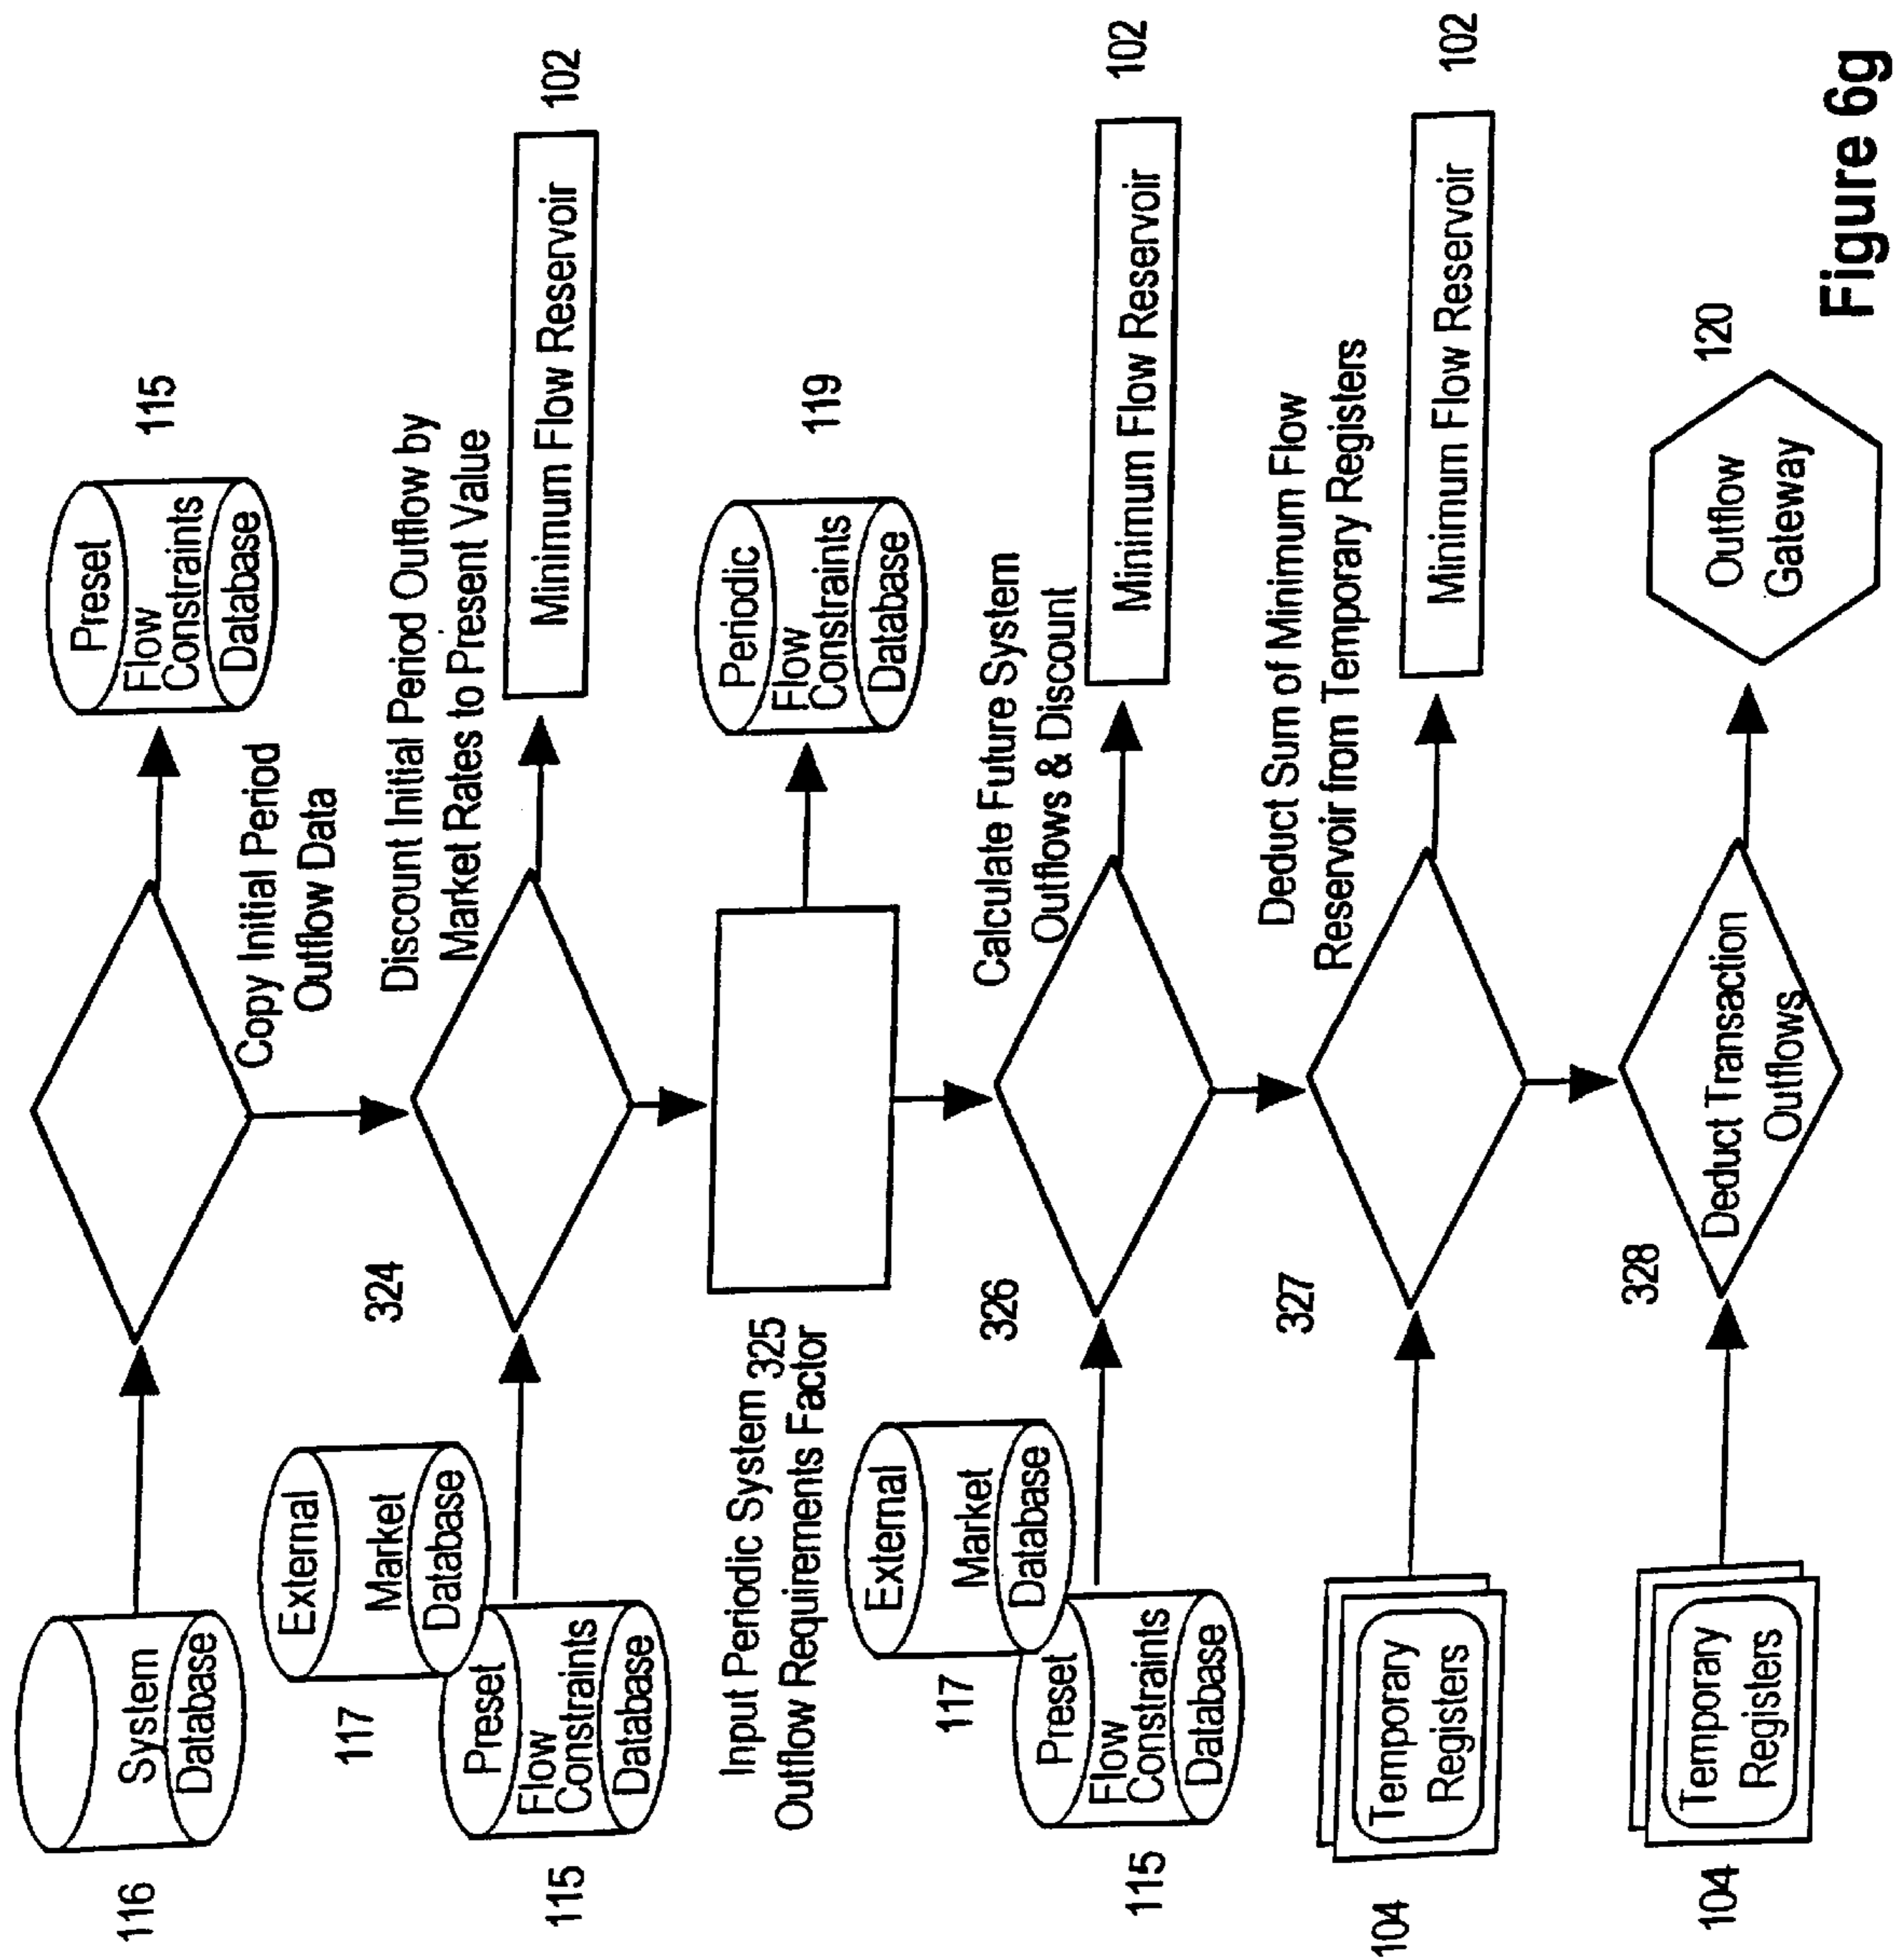 116
System
Database
Copy Initial Period
Outflow Data
Preset
Flow
Constraints
Database
115
117
External
Market
Database
115
Preset
Flow
Constraints
Database
324
Discount Initial Period Outflow by
Market Rates to Present Value
Minimum Flow Reservoir
102
Input Periodic System 325
Outflow Requirements Factor
Periodic
Flow
Constraints
Database
119
117
External
Market
Database
115
Preset
Flow
Constraints
Database
326
Calculate Future System
Outflows & Discount
Minimum Flow Reservoir
102
104
Temporary
Registers
327
Deduct Sum of Minimum Flow
Reservoir from Temporary Registers
Minimum Flow Reservoir
102
104
Temporary
Registers
328
Deduct Transaction
Outflows
Outflow
Gateway
120
Figure 6g